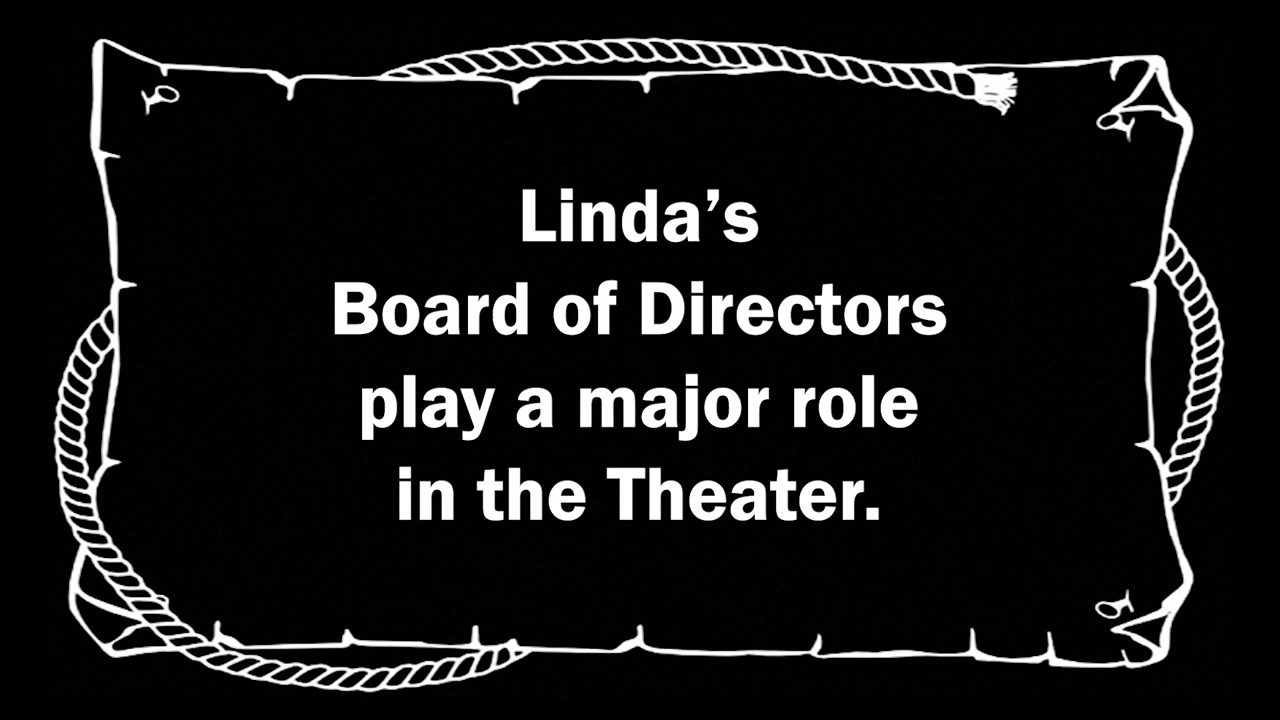 Linda’s
Board of Directors
play a major role
in the Theater.